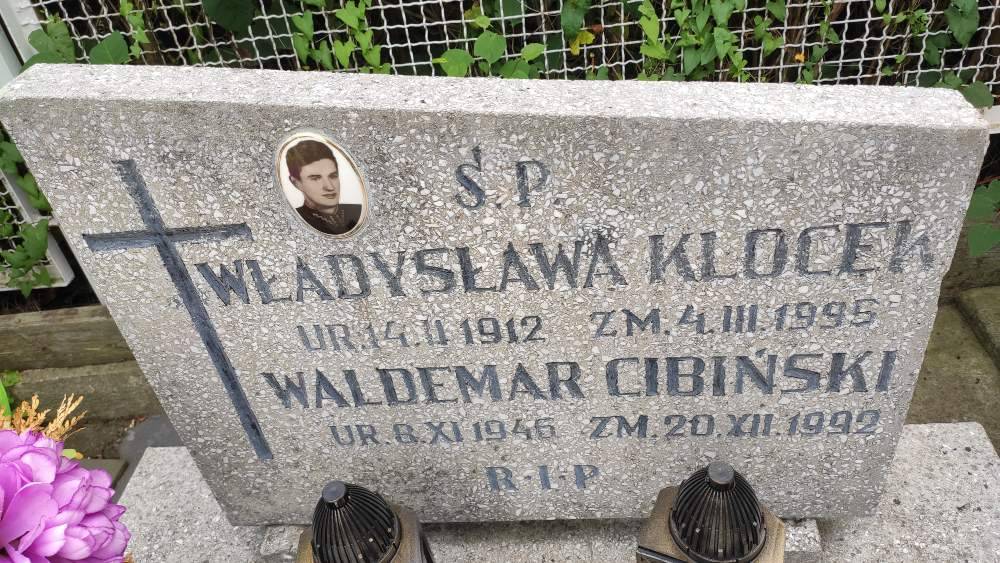 Ś.P.
WŁADYSŁAWA KLOCEK
UR.14.II 1912 ZM.4.III.1995
WALDEMAR CIBIŃSKI
UR.6.XI 1946 ZM.20.XII.1992
R·I·P